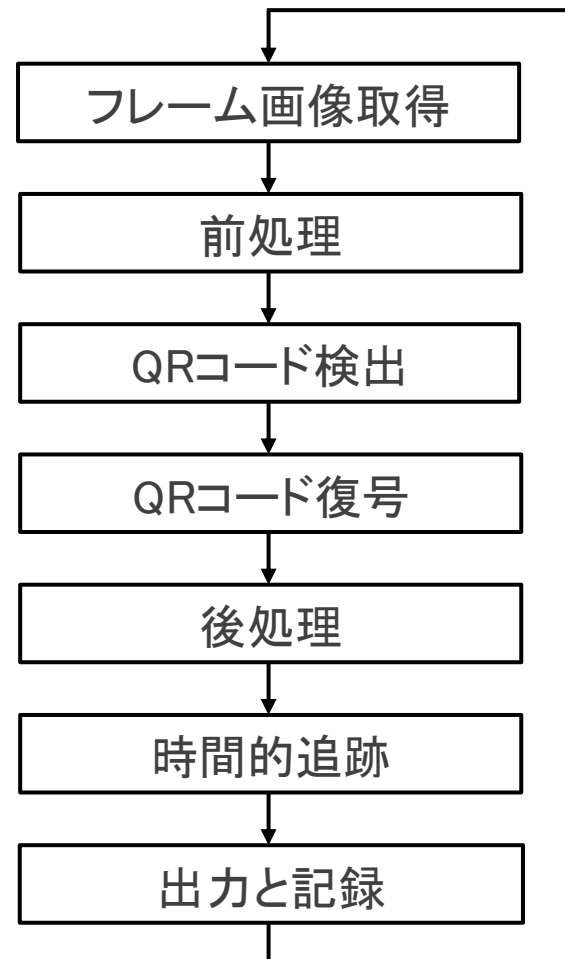 フレーム画像取得
前処理
QRコード検出
QRコード復号
後処理
時間的追跡
出力と記録